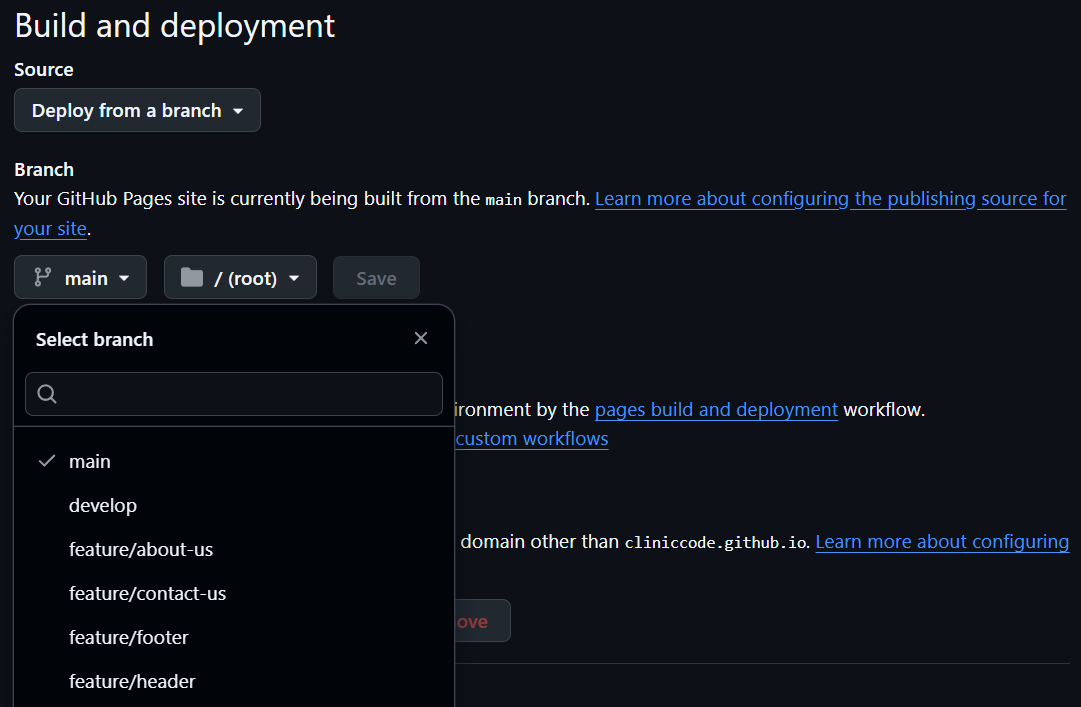 Build and deployment
Source
Deploy from a branch
Branch
Your GitHub Pages site is currently being built from the main branch. Learn more about configuring the publishing source for
your site.
main
/ (root)
Save
Select branch
ironment by the pages build and deployment workflow.
custom workflows
main
develop
feature/about-us
domain other than cliniccode.github.io. Learn more about configuring
feature/contact-us
ove
feature/footer
feature/header